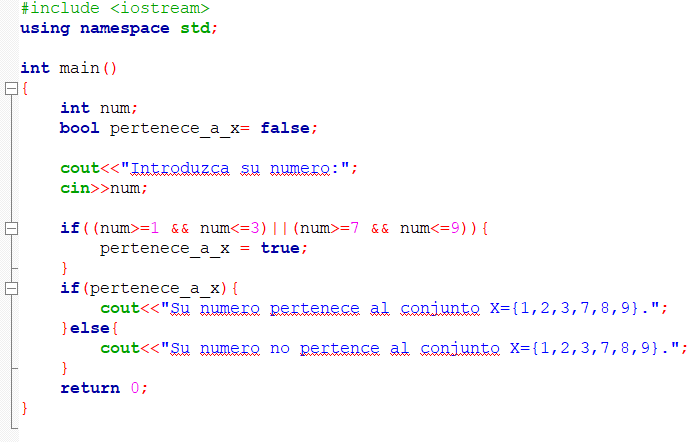 #include <iostream>
using namespace std;
int main()
{
int num;
bool pertenece_a_x= false;
cout<<"Introduzca su numero:";
cin>>num;
if((num>=1 && num<=3)||(num>=7 && num<=9)){
pertenece_a_x = true;
}
if(pertenece_a_x){
cout<<"Su numero pertenece al conjunto X={1,2,3,7,8,9}.";
}else{
cout<<"Su numero no pertence al conjunto X={1,2,3,7,8,9}.";
}
return 0;
}